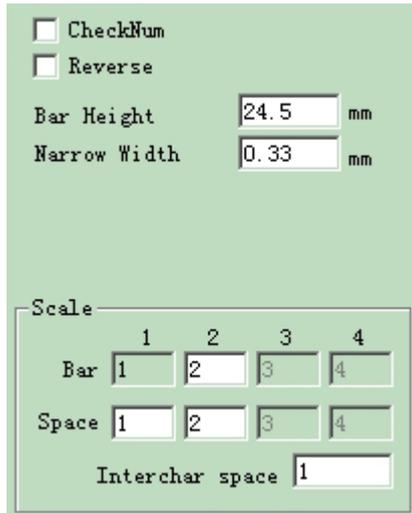 CheckNum
Reverse
Bar Height 24.5 mm
Narrow Width 0.33 mm
Scale
1 2 3 4
Bar 1 2 3 4
Space 1 2 3 4
Interchar space 1